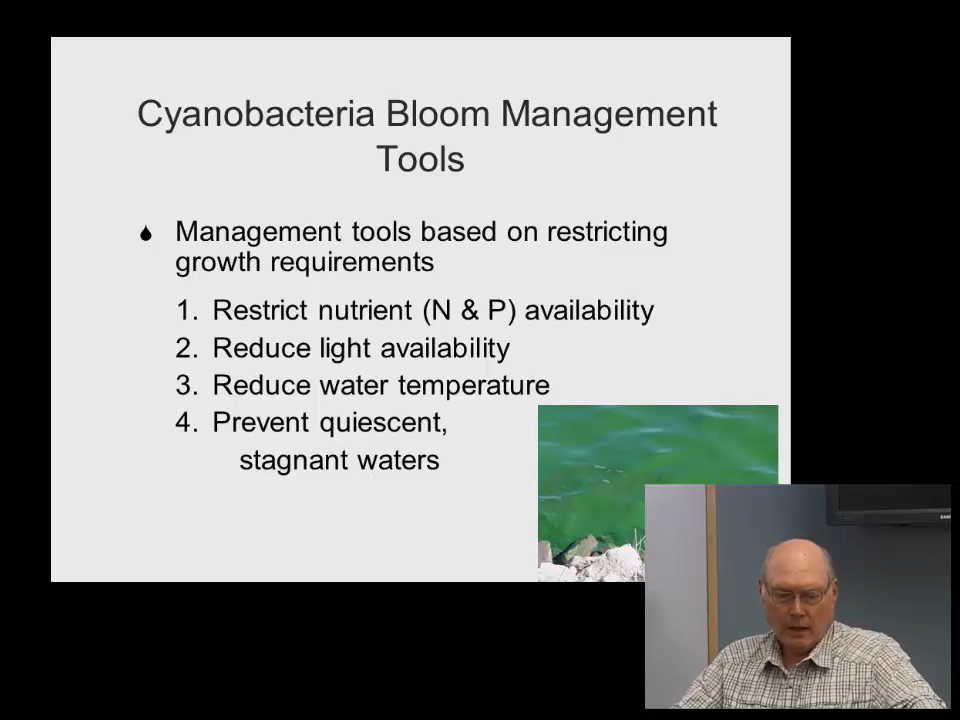 Cyanobacteria Bloom Management
Tools
Management tools based on restricting
growth requirements
1. Restrict nutrient (N & P) availability
2. Reduce light availability
3. Reduce water temperature
4. Prevent quiescent,
stagnant waters